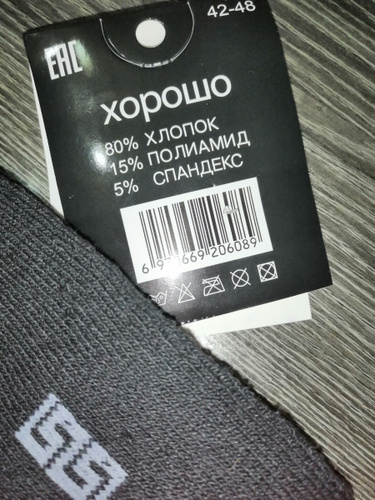 42-48
EAC
хорошо
80% ХЛОПОК
15% ПОЛИАМИД
5% СПАНДЕКС